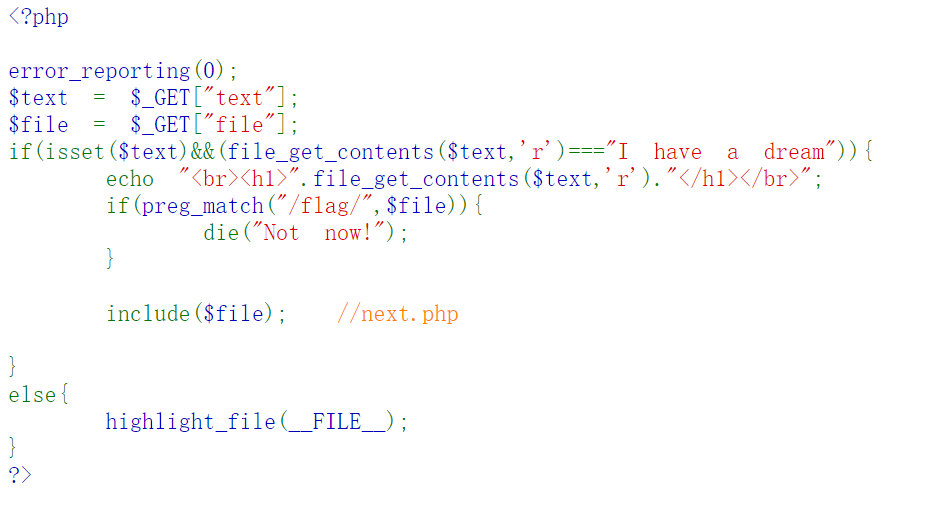 <?php
error_reporting(0);
$text = $_GET["text"];
$file = $_GET["file"];
if(isset($text)&&(file_get_contents($text,'r')==="I have a dream")){
echo "<br><h1>".file_get_contents($text,'r')."</h1></br>";
if(preg_match("/flag/",$file)){
die("Not now!");
}
include($file); //next.php
}
else{
highlight_file(__FILE__);
}
?>